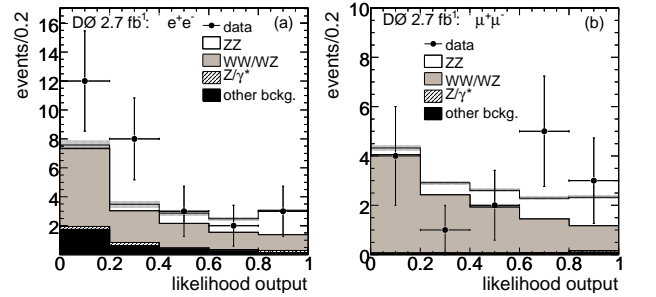 DØ 2.7 fb⁻¹: e⁺e⁻ (a)
data
ZZ
WW/WZ
Z/γ*
other bckg.
events/0.2
16
14
12
10
8
6
4
2
0 0.2 0.4 0.6 0.8 1
likelihood output
DØ 2.7 fb⁻¹: μ⁺μ⁻ (b)
data
ZZ
WW/WZ
Z/γ*
other bckg.
events/0.2
10
8
6
4
2
0
0 0.2 0.4 0.6 0.8 1
likelihood output